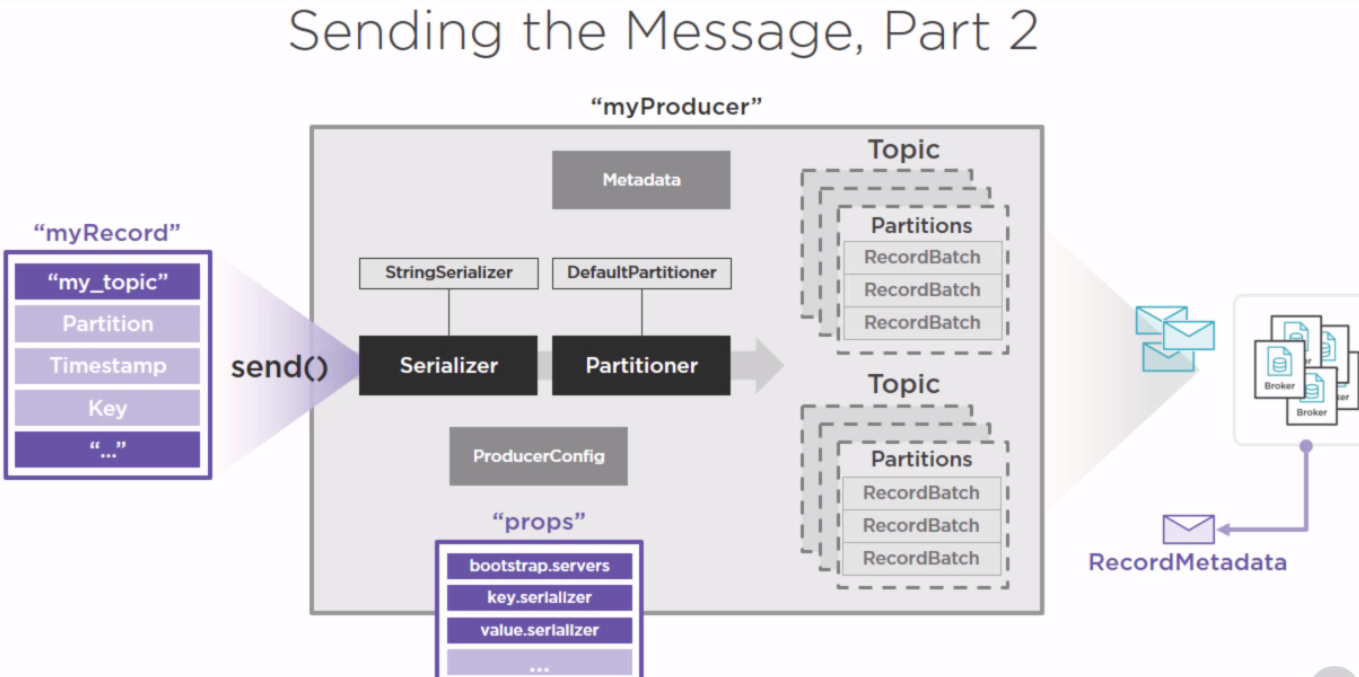 Sending the Message, Part 2
“myProducer”
Topic
Metadata
Partitions
“myRecord”
RecordBatch
“my_topic”
StringSerializer
DefaultPartitioner
RecordBatch
Partition
RecordBatch
Timestamp
send()
Serializer
Partitioner
Topic
Broker
Key
Broker
“...”
ProducerConfig
Partitions
RecordBatch
“props”
RecordBatch
bootstrap.servers
RecordBatch
RecordMetadata
key.serializer
value.serializer
...